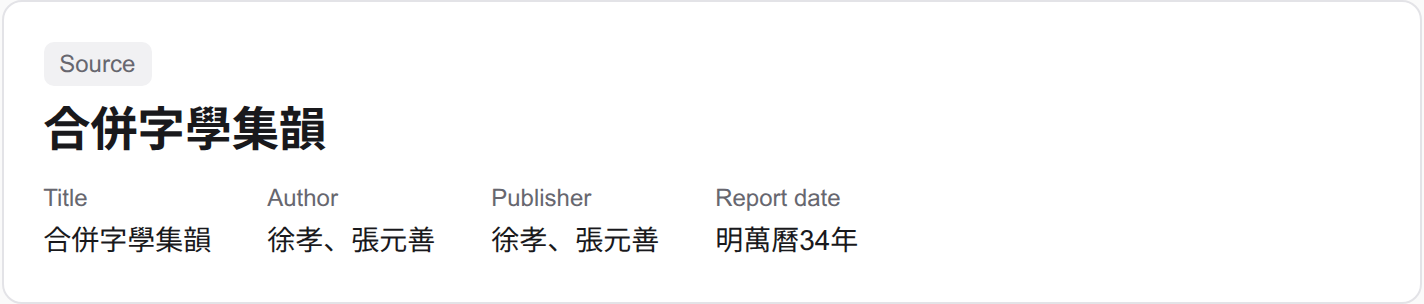 Source
合併字學集韻
Title
Author
Publisher
Report date
合併字學集韻
徐孝、張元善
徐孝、張元善
明萬曆34年